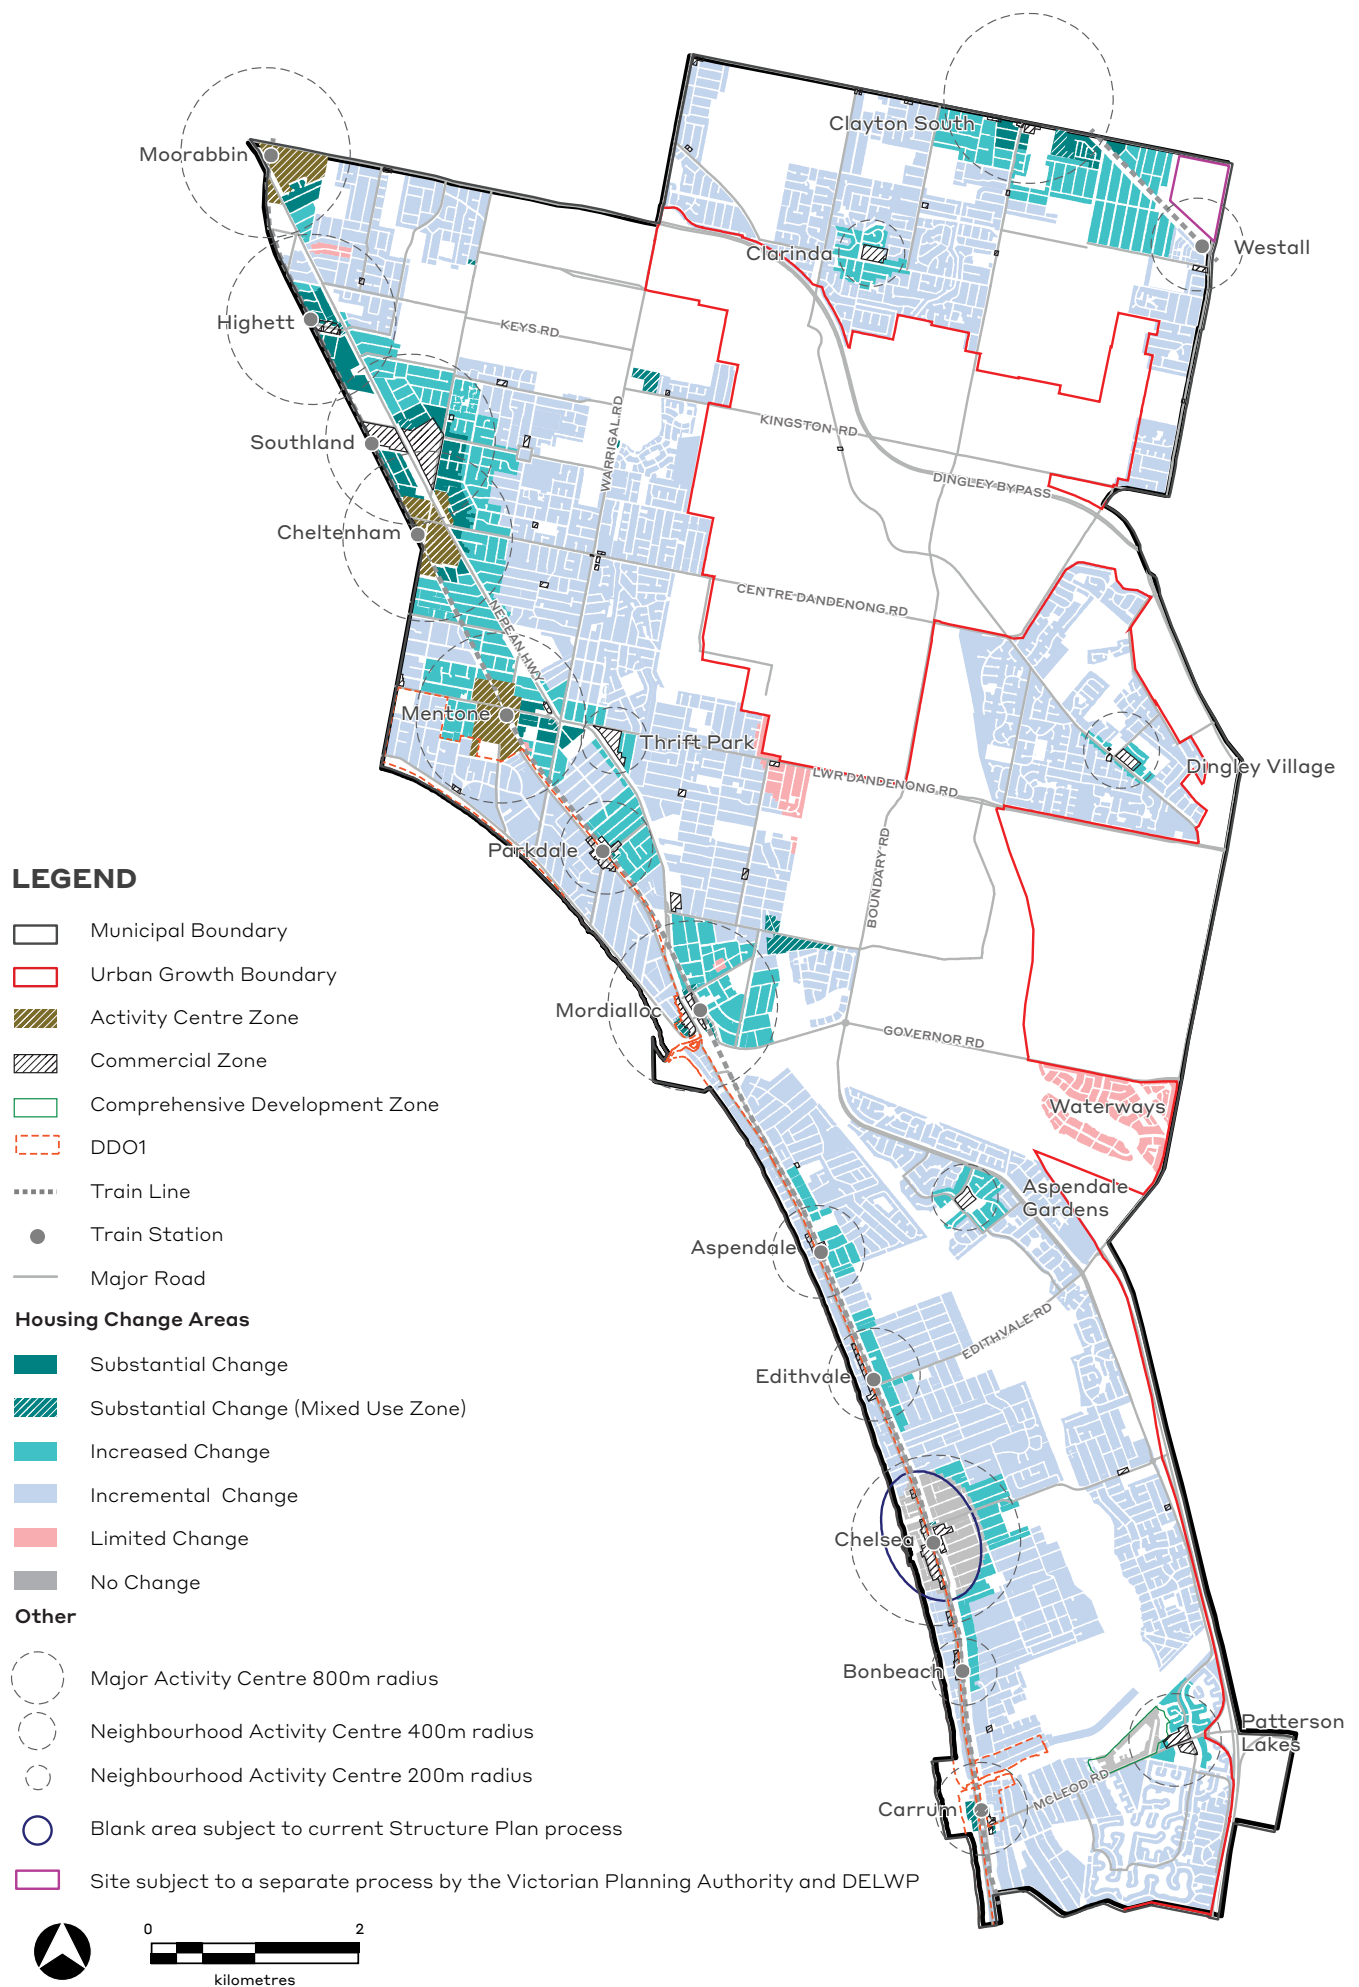 Moorabbin
Clayton South
Westall
Clarinda
Highett
KEYS RD
Southland
WARRIGAL RD
KINGSTON RD
DINGLEY BYPASS
Cheltenham
CENTRE DANDENONG RD
NEPEAN HWY
Mentone
Thrift Park
LWR DANDENONG RD
Dingley Village
Parkdale
BOUNDARY RD
Mordialloc
GOVERNOR RD
Waterways
Aspendale
Gardens
Aspendale
EDITHVALE RD
Edithvale
Chelsea
Bonbeach
Patterson
Lakes
MCLEOD RD
Carrum
LEGEND
Municipal Boundary
Urban Growth Boundary
Activity Centre Zone
Commercial Zone
Comprehensive Development Zone
DDO1
Train Line
Train Station
Major Road
Housing Change Areas
Substantial Change
Substantial Change (Mixed Use Zone)
Increased Change
Incremental Change
Limited Change
No Change
Other
Major Activity Centre 800m radius
Neighbourhood Activity Centre 400m radius
Neighbourhood Activity Centre 200m radius
Blank area subject to current Structure Plan process
Site subject to a separate process by the Victorian Planning Authority and DELWP
0 2
kilometres